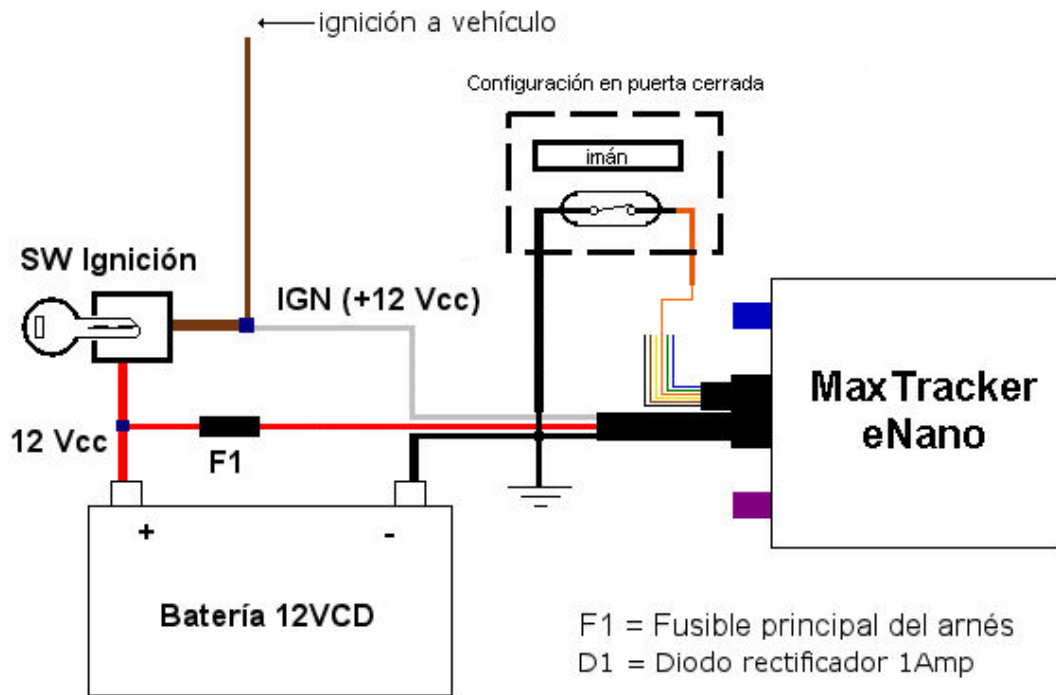 ignición a vehículo
Configuración en puerta cerrada
imán
SW Ignición
IGN (+12 Vcc)
MaxTracker
eNano
12 Vcc
F1
+
-
Batería 12VCD
F1 = Fusible principal del arnés
D1 = Diodo rectificador 1Amp